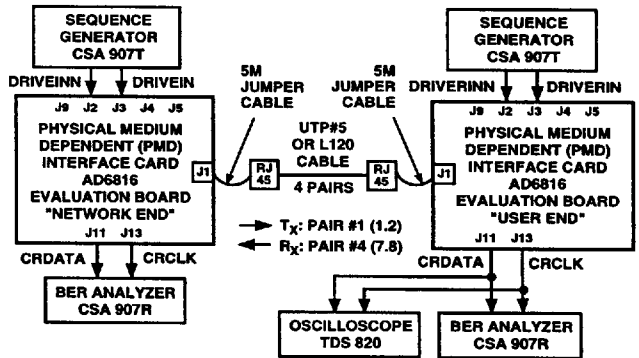 SEQUENCE
GENERATOR
CSA 907T
DRIVEINN
DRIVEIN
J9 J2 J3 J4 J5
PHYSICAL MEDIUM
DEPENDENT (PMD)
INTERFACE CARD
AD6816
EVALUATION BOARD
"NETWORK END"
J1
J11 J13
CRDATA
CRCLK
BER ANALYZER
CSA 907R
5M
JUMPER
CABLE
5M
JUMPER
CABLE
UTP#5
OR L120
CABLE
RJ
45
4 PAIRS
RJ
45
TX: PAIR #1 (1.2)
RX: PAIR #4 (7.8)
SEQUENCE
GENERATOR
CSA 907T
DRIVERINN
DRIVERIN
J9 J2 J3 J4 J5
PHYSICAL MEDIUM
DEPENDENT (PMD)
INTERFACE CARD
AD6816
EVALUATION BOARD
"USER END"
J1
J11 J13
CRDATA
CRCLK
OSCILLOSCOPE
TDS 820
BER ANALYZER
CSA 907R